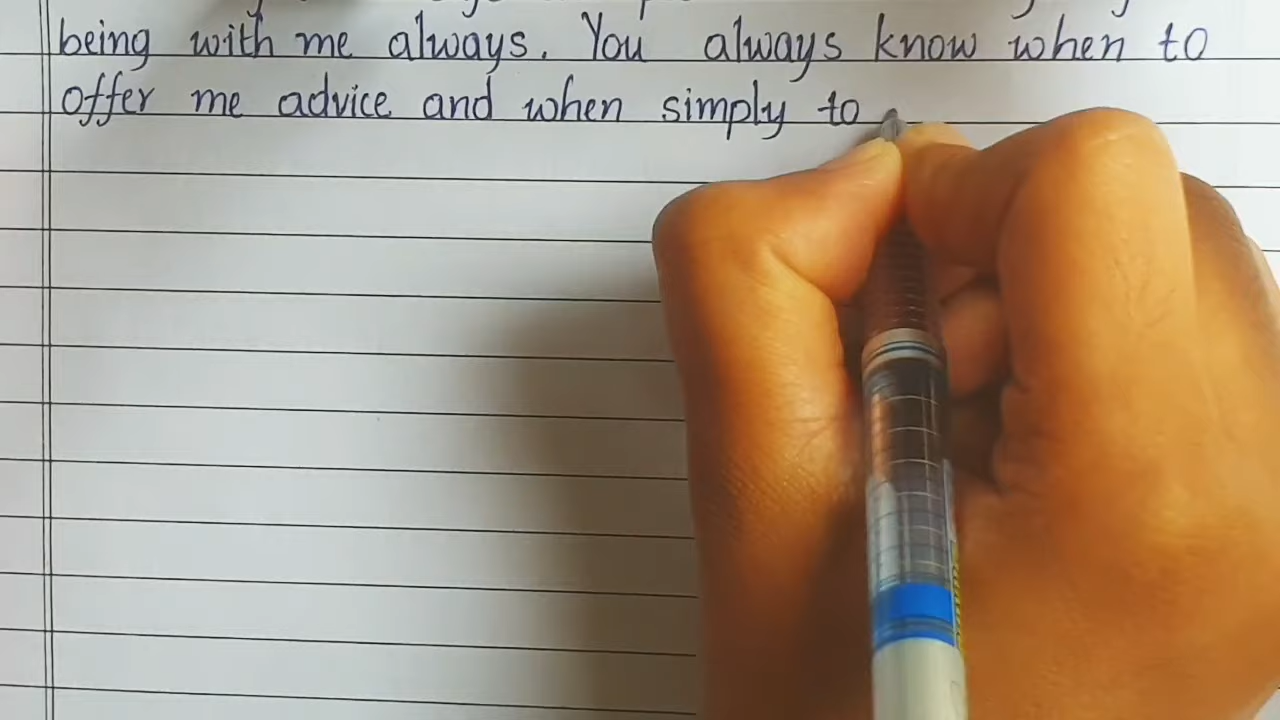 being with me always. You always know when to
offer me advice and when simply to